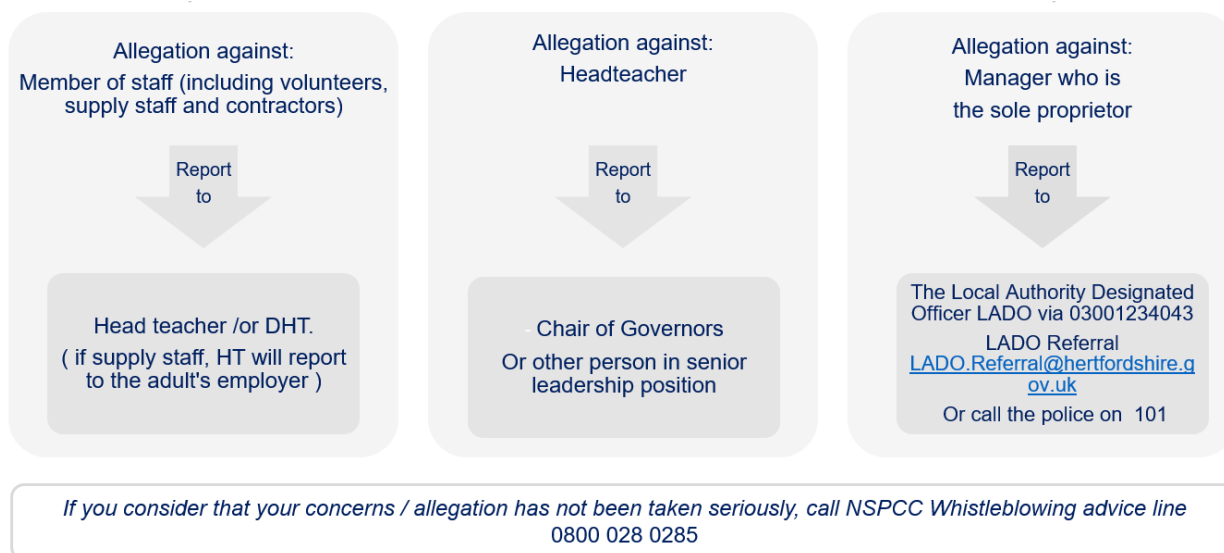 Allegation against:
Member of staff (including volunteers,
supply staff and contractors)
Report
to
Head teacher /or DHT.
( if supply staff, HT will report
to the adult's employer )
Allegation against:
Headteacher
Report
to
- Chair of Governors
Or other person in senior
leadership position
Allegation against:
Manager who is
the sole proprietor
Report
to
The Local Authority Designated
Officer LADO via 03001234043
LADO Referral
LADO.Referral@hertfordshire.g
ov.uk
Or call the police on 101
If you consider that your concerns / allegation has not been taken seriously, call NSPCC Whistleblowing advice line
0800 028 0285